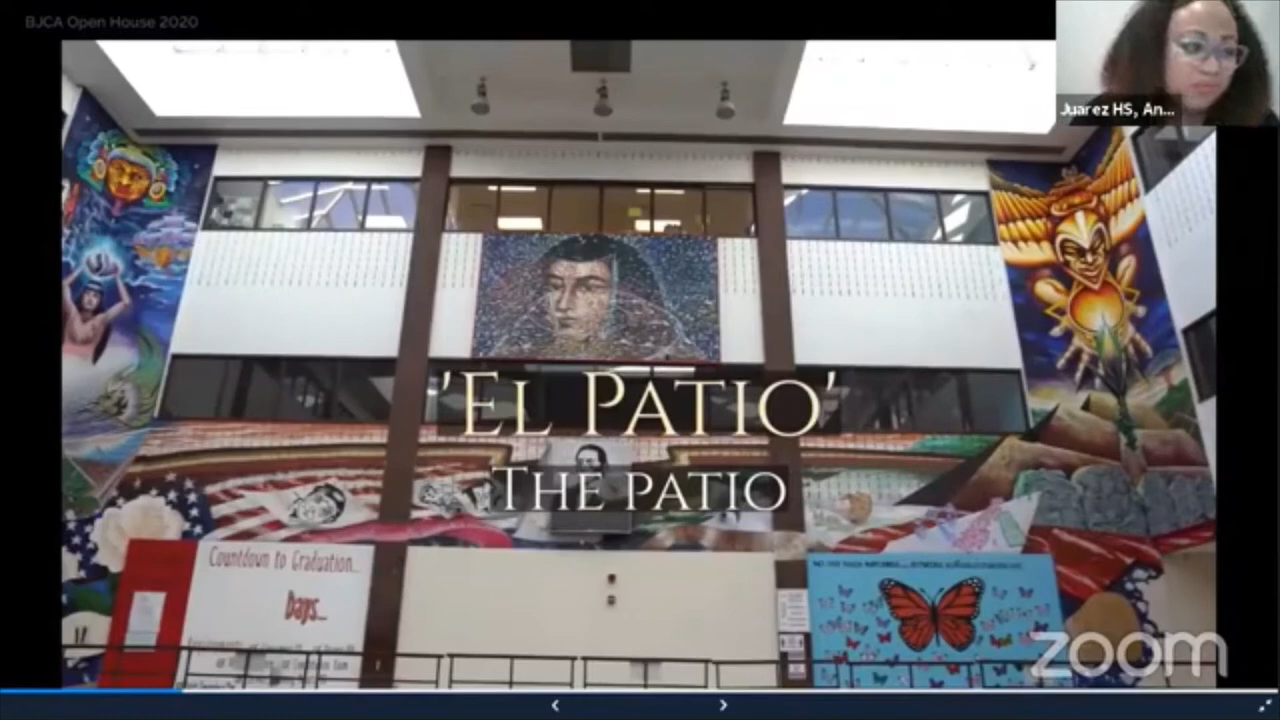 BJCA Open House 2020
Juarez HS, An...
'El Patio'
The patio
Countdown to Graduation...
Days...
zoom